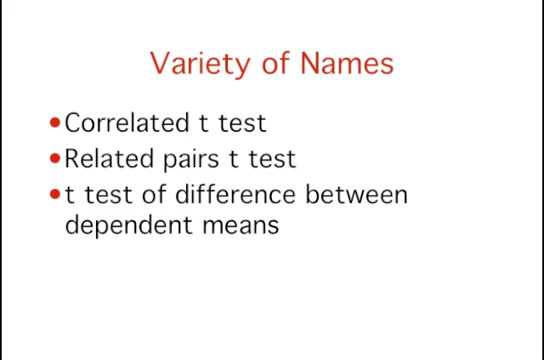 Variety of Names
•Correlated t test
•Related pairs t test
•t test of difference between
dependent means